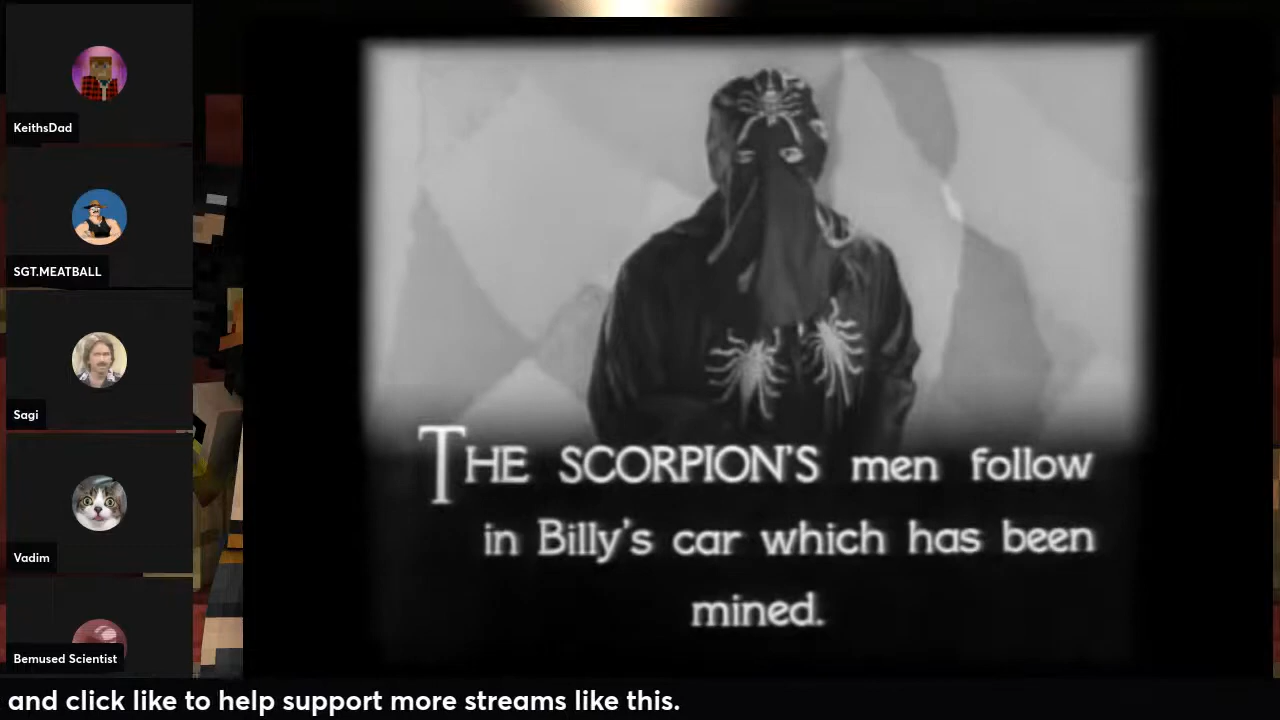 KeithsDad
SGT.MEATBALL
Sagi
Vadim
Bemused Scientist
THE SCORPION'S men follow
in Billy's car which has been
mined.
and click like to help support more streams like this.